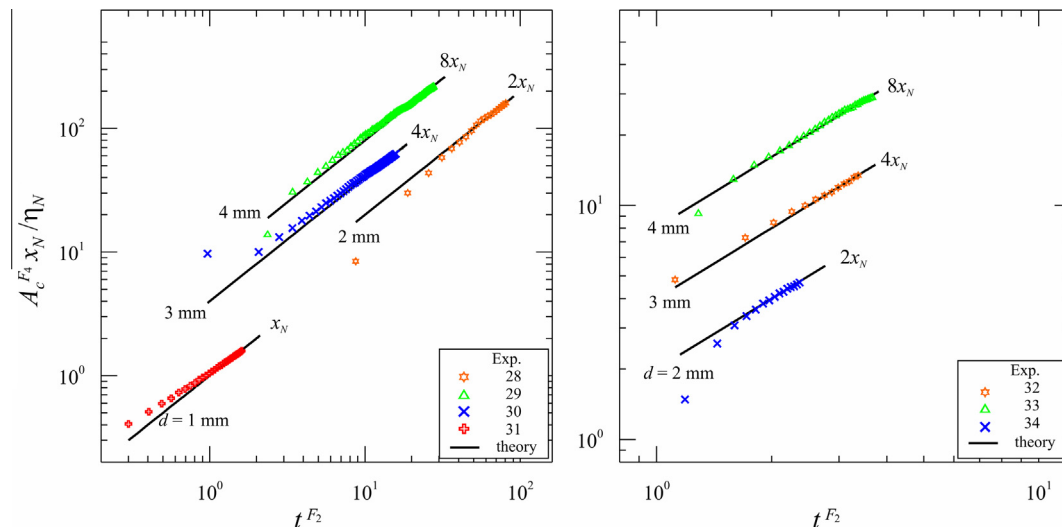 8x_N
2x_N
4x_N
4 mm
2 mm
3 mm
x_N
d = 1 mm
Exp.
28
29
30
31
theory
10^2
10^1
10^0
10^0 10^1 10^2
t^{F_2}
A_c^{F_4} x_N /η_N
8x_N
4x_N
2x_N
4 mm
3 mm
d = 2 mm
Exp.
32
33
34
theory
10^1
10^0
10^0 10^1
t^{F_2}